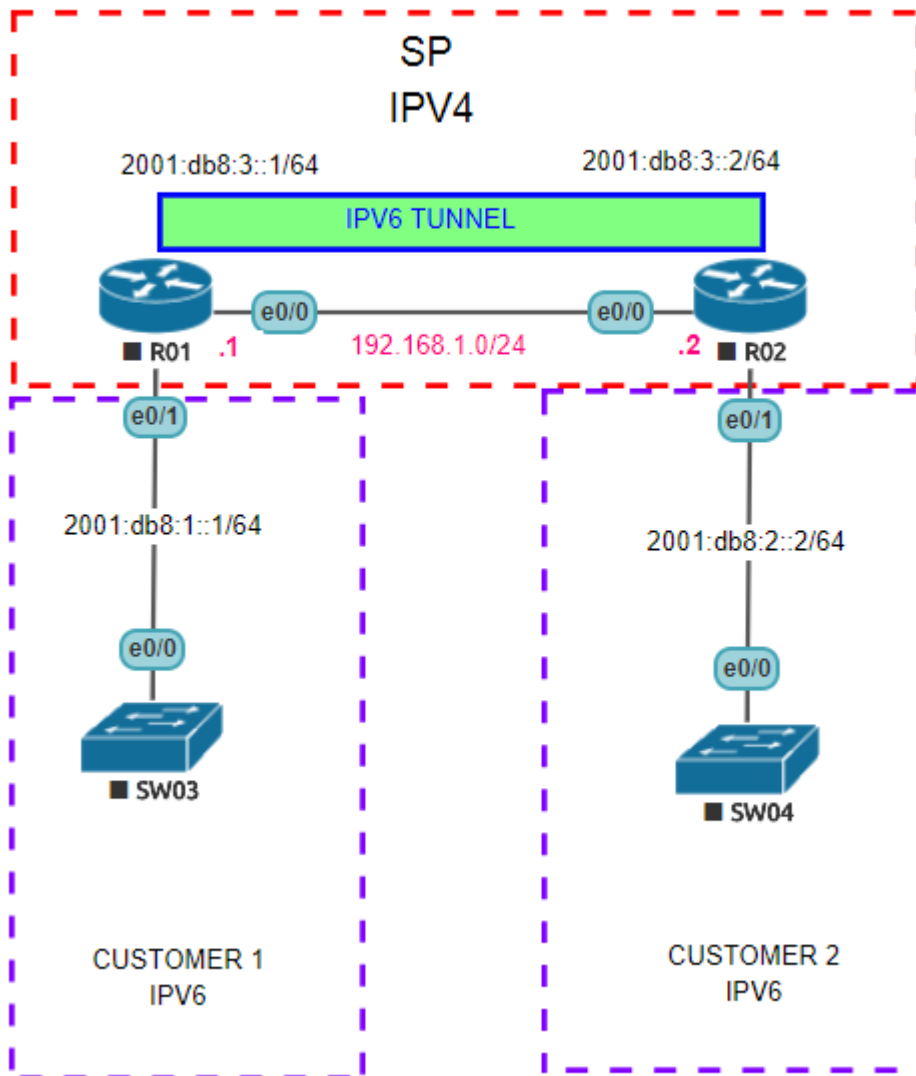 SP
IPV4
2001:db8:3::1/64
2001:db8:3::2/64
IPV6 TUNNEL
e0/0
e0/0
R01
.1
192.168.1.0/24
.2
R02
e0/1
e0/1
2001:db8:1::1/64
2001:db8:2::2/64
e0/0
e0/0
SW03
SW04
CUSTOMER 1
IPV6
CUSTOMER 2
IPV6